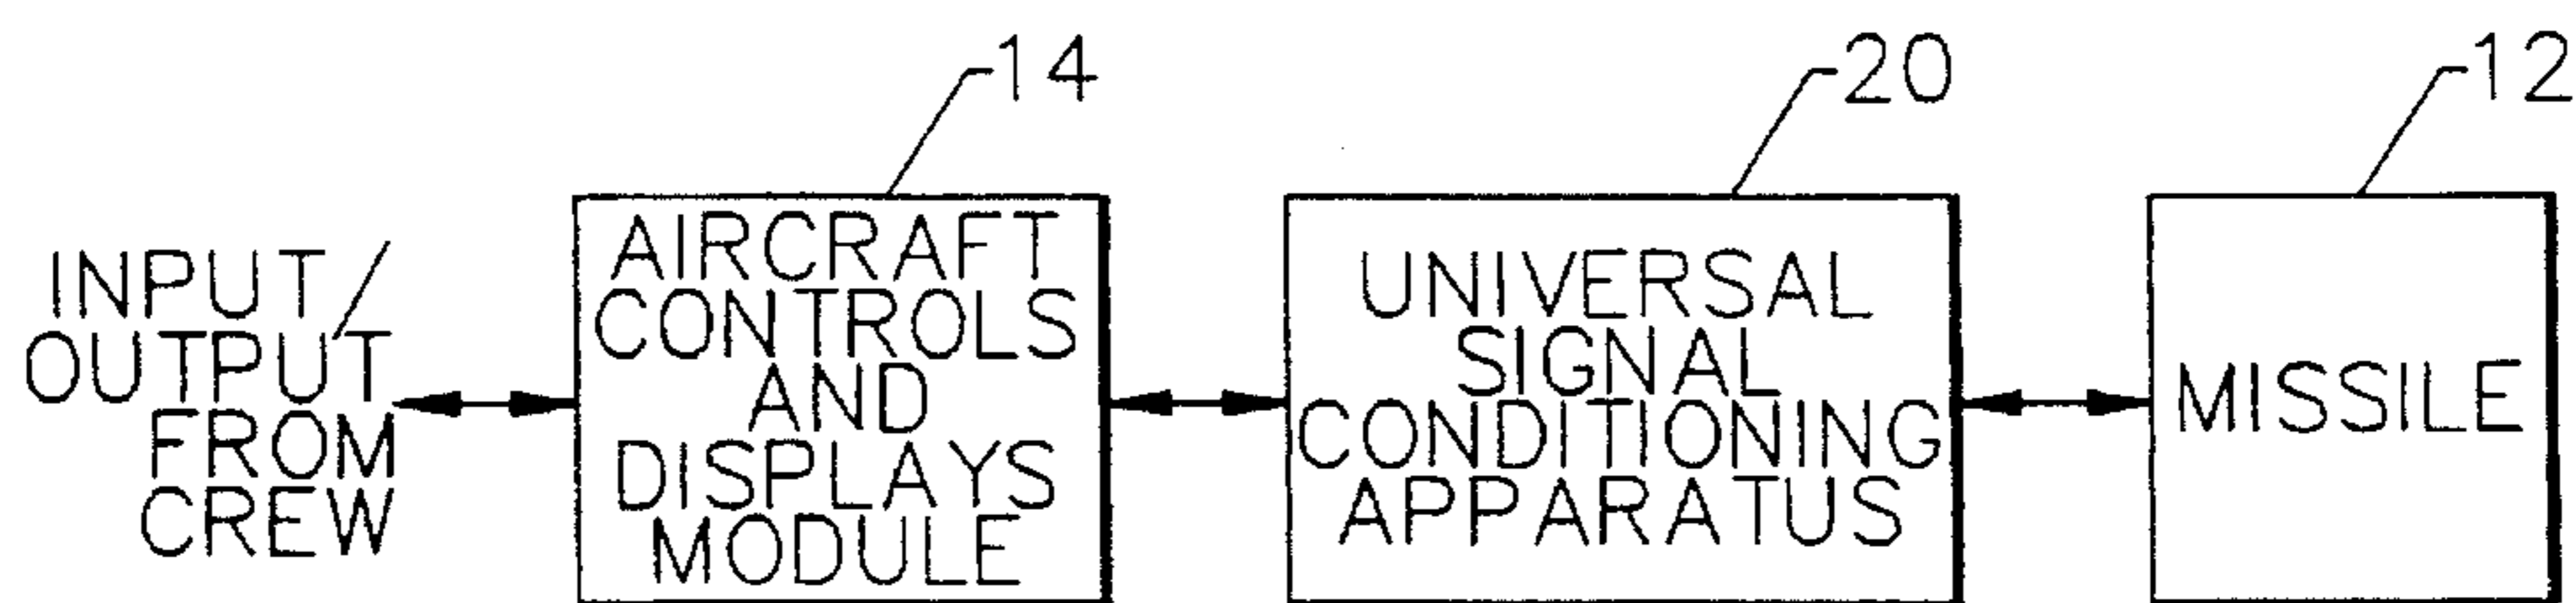 14
20
12
INPUT/
OUTPUT
FROM
CREW
AIRCRAFT
CONTROLS
AND
DISPLAYS
MODULE
UNIVERSAL
SIGNAL
CONDITIONING
APPARATUS
MISSILE